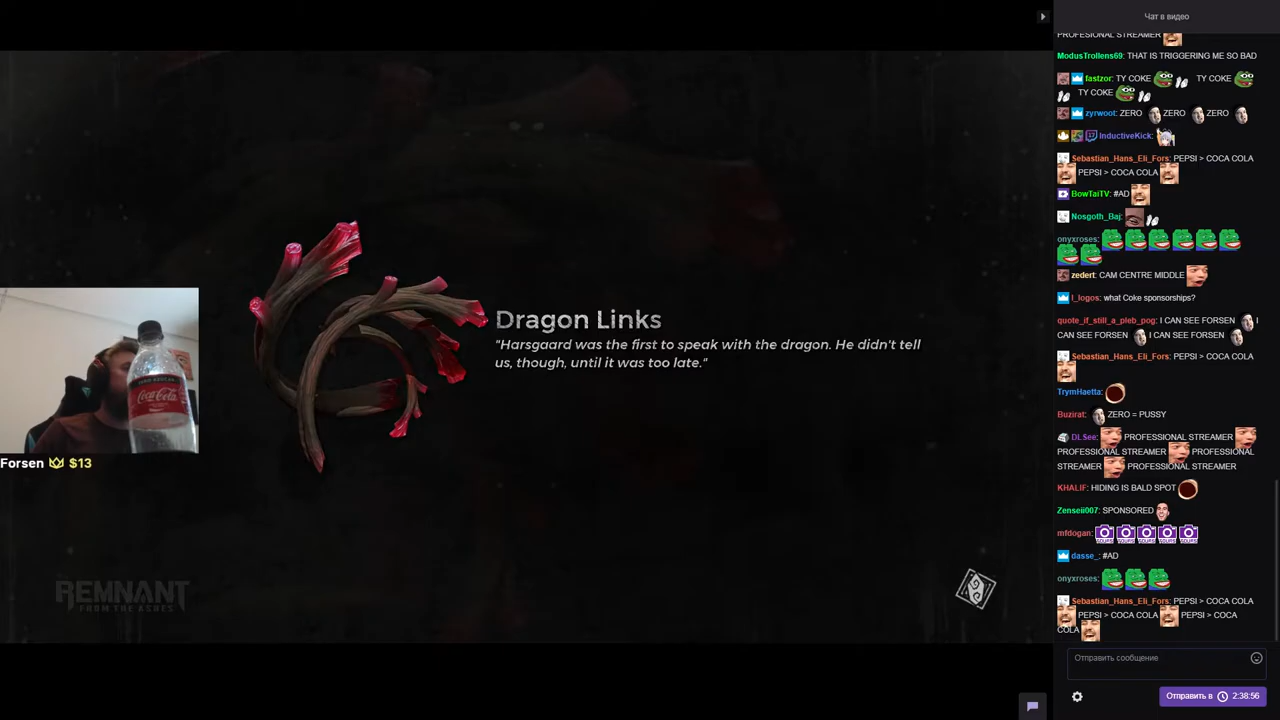 Чат в видео
PROFESIONAL STREAMER
ModusTrollens69: THAT IS TRIGGERING ME SO BAD
fastzor: TY COKE TY COKE
TY COKE
zyrwoot: ZERO ZERO ZERO
InductiveKick:
Sebastian_Hans_Eli_Fors: PEPSI > COCA COLA
PEPSI > COCA COLA
BowTaiTV: #AD
Nosgoth_Baj:
onyxroses:
zedert: CAM CENTRE MIDDLE
l_logos: what Coke sponsorships?
quote_if_still_a_pleb_pog: I CAN SEE FORSEN I
CAN SEE FORSEN I CAN SEE FORSEN
Sebastian_Hans_Eli_Fors: PEPSI > COCA COLA
TrymHaetta:
Buzirat: ZERO = PUSSY
DLSee: PROFESSIONAL STREAMER
PROFESSIONAL STREAMER PROFESSIONAL
STREAMER PROFESSIONAL STREAMER
KHALIF: HIDING IS BALD SPOT
Zenseii007: SPONSORED
mfdogan:
dasse_: #AD
onyxroses:
Sebastian_Hans_Eli_Fors: PEPSI > COCA COLA
PEPSI > COCA COLA PEPSI > COCA
COLA
Отправить сообщение
Отправить в 2:38:56
Dragon Links
"Harsgaard was the first to speak with the dragon. He didn't tell
us, though, until it was too late."
Coca-Cola
Forsen $13
REMNANT
FROM THE ASHES